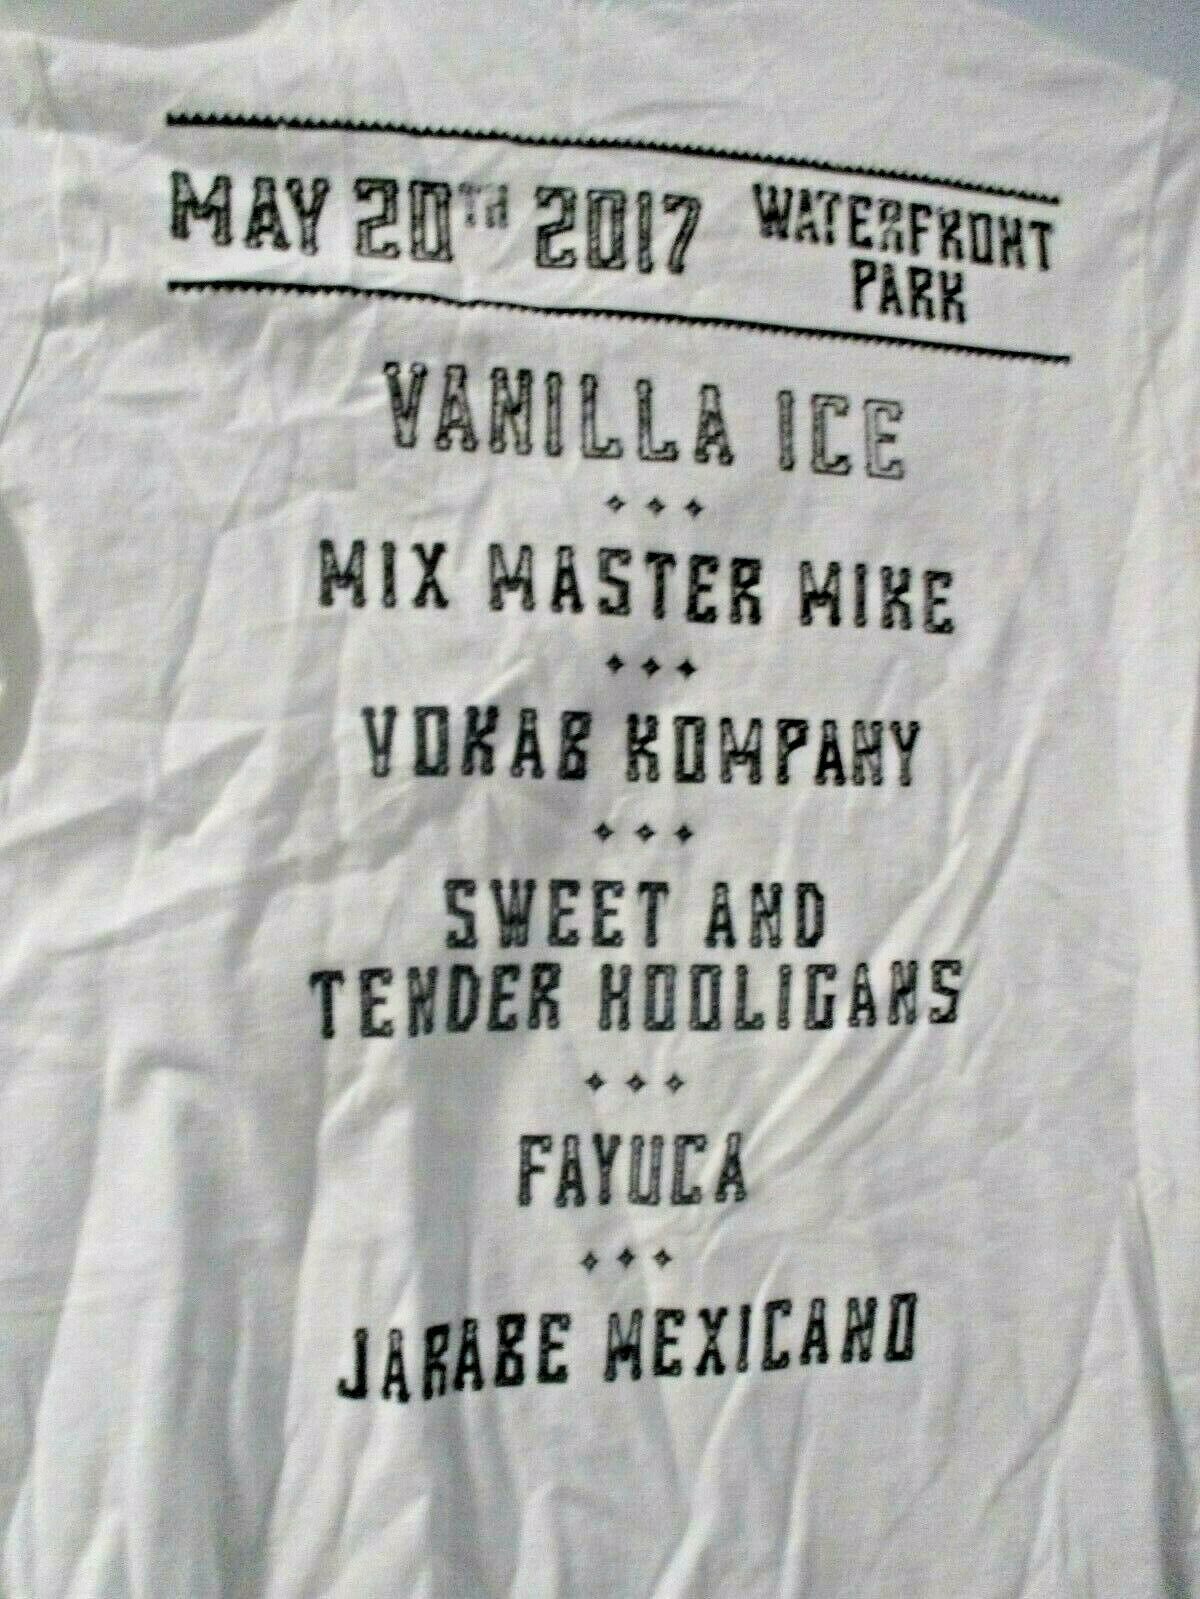 MAY 20TH 2017
WATERFRONT
PARK
VANILLA ICE
MIX MASTER MIKE
VOKAB KOMPANY
SWEET AND
TENDER HOOLIGANS
FAYUCA
JARABE MEXICANO